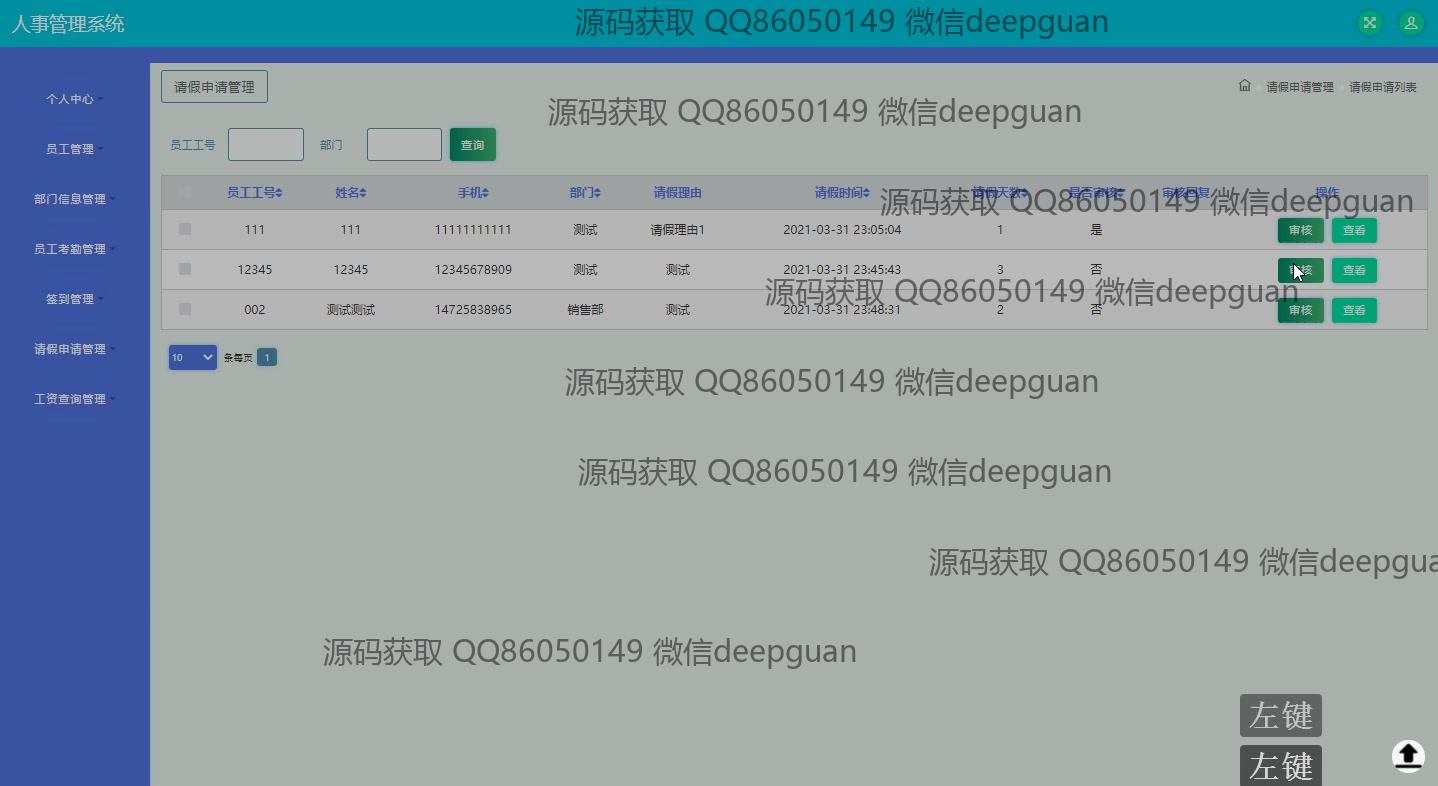 人事管理系统
源码获取 QQ86050149 微信deepguan
个人中心
员工管理
部门信息管理
员工考勤管理
签到管理
请假申请管理
工资查询管理
请假申请管理
请假申请管理 请假申请列表
源码获取 QQ86050149 微信deepguan
员工工号 部门 查询
员工工号 姓名 手机 部门 请假理由 请假时间 请假天数 是否审核 审核回复 操作
源码获取 QQ86050149 微信deepguan
111 111 11111111111 测试 请假理由1 2021-03-31 23:05:04 1 是 审核 查看
12345 12345 12345678909 测试 测试 2021-03-31 23:45:43 3 否 审核 查看
源码获取 QQ86050149 微信deepguan
002 测试测试 14725838965 销售部 测试 2021-03-31 23:48:31 2 否 审核 查看
10 条每页 1
源码获取 QQ86050149 微信deepguan
源码获取 QQ86050149 微信deepguan
源码获取 QQ86050149 微信deepgua
源码获取 QQ86050149 微信deepguan
左键
左键